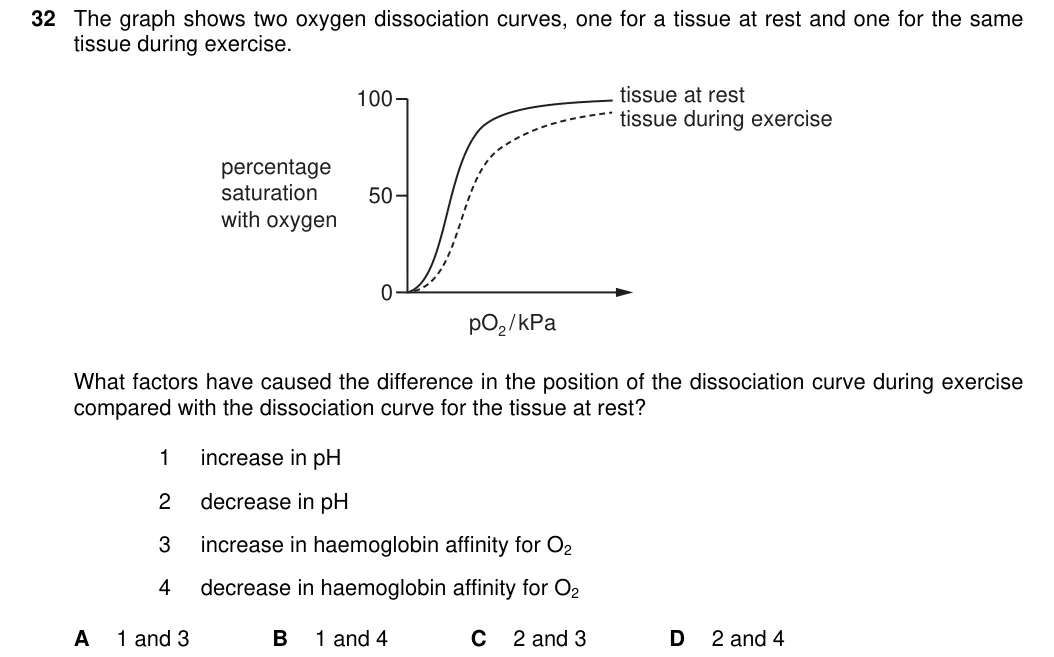 32 The graph shows two oxygen dissociation curves, one for a tissue at rest and one for the same
tissue during exercise.
100
tissue at rest
tissue during exercise
percentage
saturation
with oxygen
50
0
pO₂/kPa
What factors have caused the difference in the position of the dissociation curve during exercise
compared with the dissociation curve for the tissue at rest?
1 increase in pH
2 decrease in pH
3 increase in haemoglobin affinity for O₂
4 decrease in haemoglobin affinity for O₂
A 1 and 3 B 1 and 4 C 2 and 3 D 2 and 4